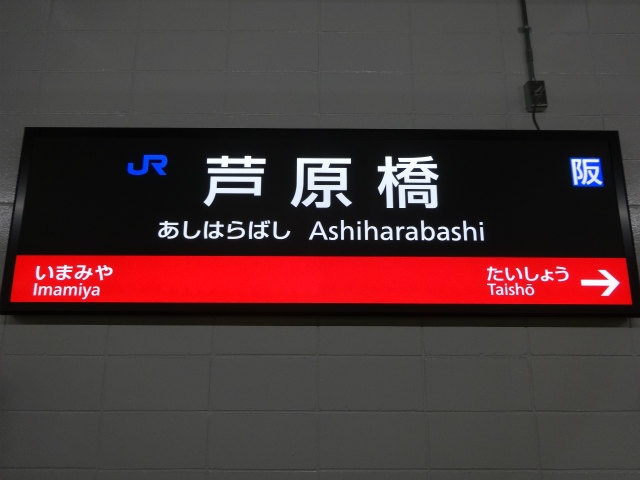 JR 芦原橋 阪
あしはらばし Ashiharabashi
いまみや たいしょう
Imamiya Taishō